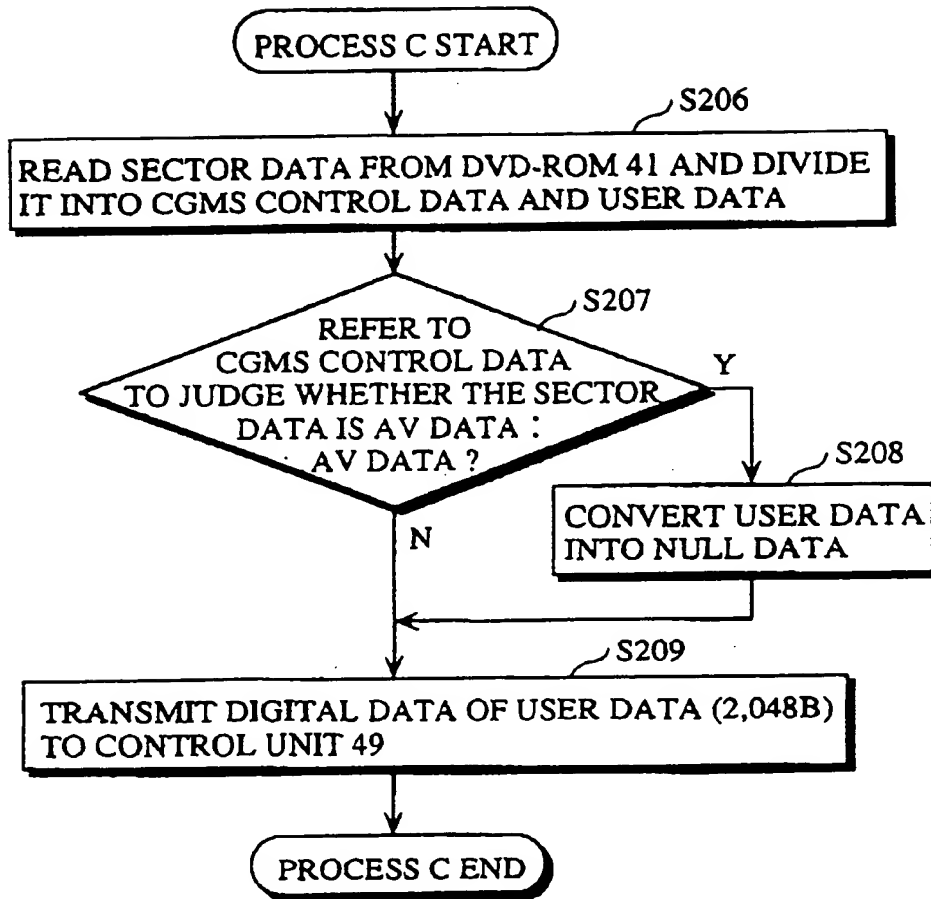 PROCESS C START
S206
READ SECTOR DATA FROM DVD-ROM 41 AND DIVIDE
IT INTO CGMS CONTROL DATA AND USER DATA
S207
REFER TO
CGMS CONTROL DATA
TO JUDGE WHETHER THE SECTOR
DATA IS AV DATA :
AV DATA ?
Y
S208
CONVERT USER DATA
INTO NULL DATA
N
S209
TRANSMIT DIGITAL DATA OF USER DATA (2,048B)
TO CONTROL UNIT 49
PROCESS C END